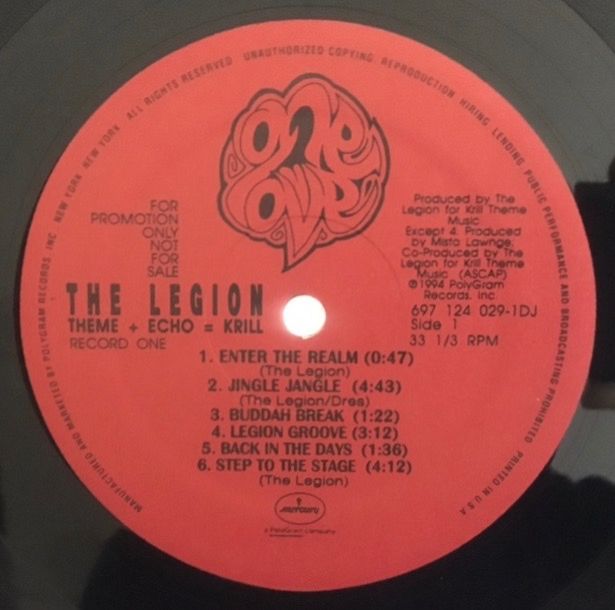 MANUFACTURED AND MARKETED BY POLYGRAM RECORDS, INC. NEW YORK, NEW YORK ALL RIGHTS RESERVED UNAUTHORIZED COPYING, REPRODUCTION, HIRING, LENDING, PUBLIC PERFORMANCE AND BROADCASTING PROHIBITED PRINTED IN U.S.A
One
Love
FOR
PROMOTION
ONLY
NOT
FOR
SALE
Produced by The
Legion for Krill Theme
Music
Except 4: Produced
by Mista Lawnge;
Co-Produced by The
Legion for Krill Theme
Music (ASCAP)
℗1994 PolyGram
Records, Inc.
THE LEGION
THEME + ECHO = KRILL
RECORD ONE
697 124 029-1DJ
Side 1
33 1/3 RPM
1. ENTER THE REALM (0:47)
(The Legion)
2. JINGLE JANGLE (4:43)
(The Legion/Dres)
3. BUDDAH BREAK (1:22)
4. LEGION GROOVE (3:12)
5. BACK IN THE DAYS (1:36)
6. STEP TO THE STAGE (4:12)
(The Legion)
mercury
a PolyGram company